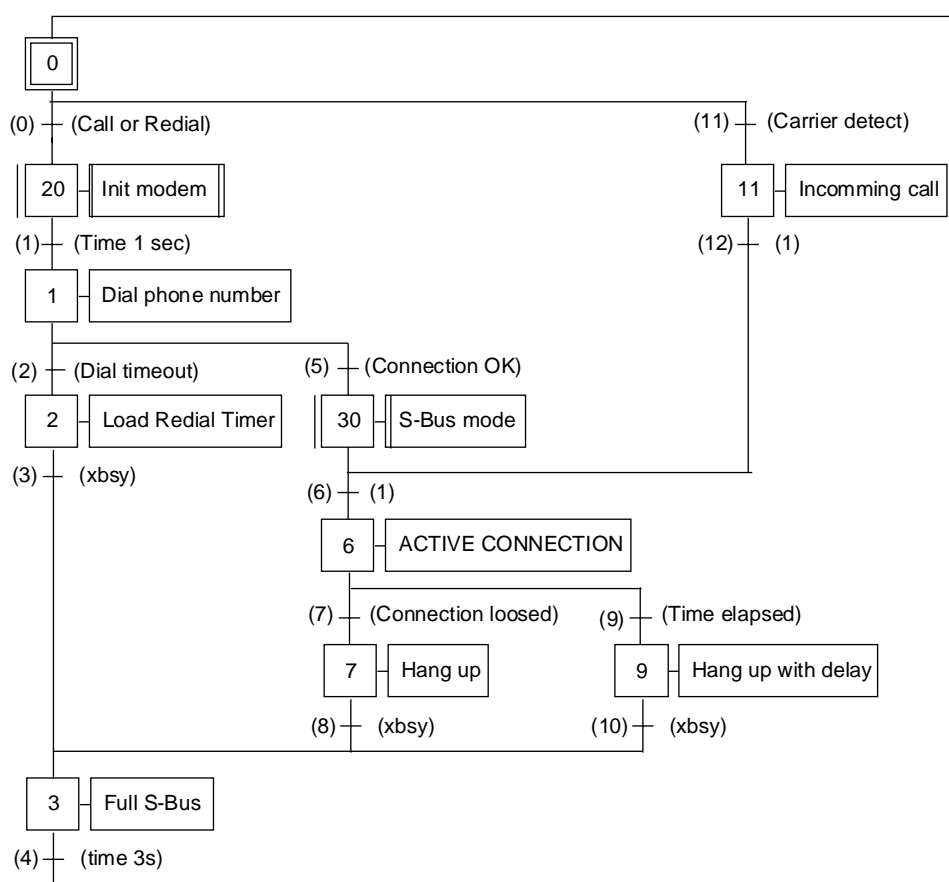 0
(0) (Call or Redial) (11) (Carrier detect)
20 Init modem 11 Incomming call
(1) (Time 1 sec) (12) (1)
1 Dial phone number
(2) (Dial timeout) (5) (Connection OK)
2 Load Redial Timer 30 S-Bus mode
(3) (xbsy) (6) (1)
6 ACTIVE CONNECTION
(7) (Connection loosed) (9) (Time elapsed)
7 Hang up 9 Hang up with delay
(8) (xbsy) (10) (xbsy)
3 Full S-Bus
(4) (time 3s)